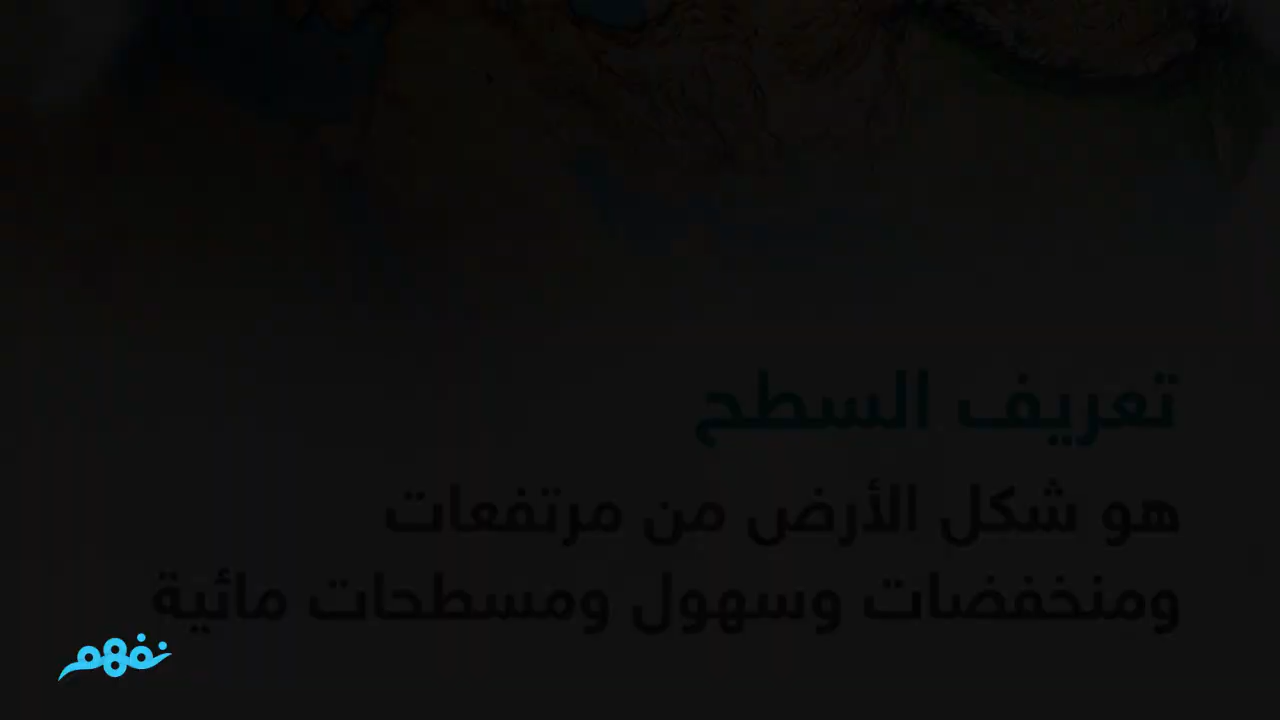 تعريف السطح
هو شكل الأرض من مرتفعات
ومنخفضات وسهول ومسطحات مائية
نفهم